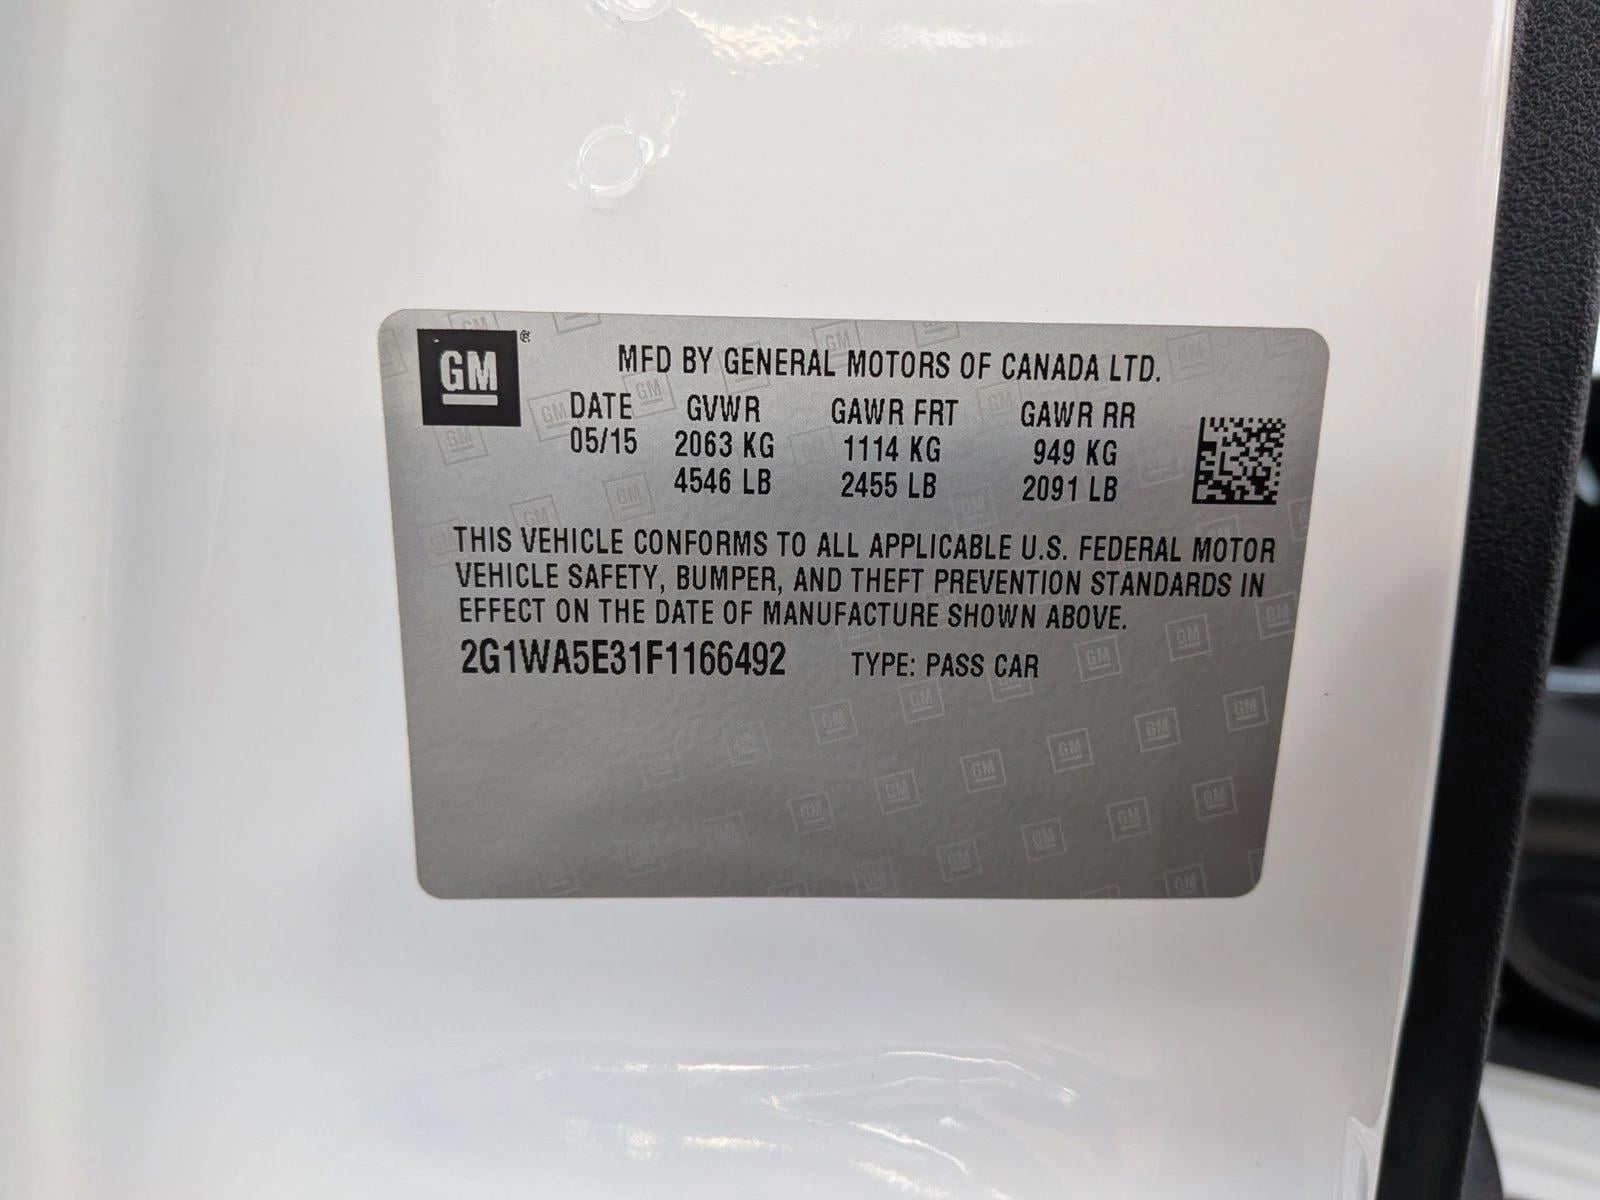 GM
MFD BY GENERAL MOTORS OF CANADA LTD.
DATE GVWR GAWR FRT GAWR RR
05/15 2063 KG 1114 KG 949 KG
4546 LB 2455 LB 2091 LB
THIS VEHICLE CONFORMS TO ALL APPLICABLE U.S. FEDERAL MOTOR
VEHICLE SAFETY, BUMPER, AND THEFT PREVENTION STANDARDS IN
EFFECT ON THE DATE OF MANUFACTURE SHOWN ABOVE.
2G1WA5E31F1166492 TYPE: PASS CAR